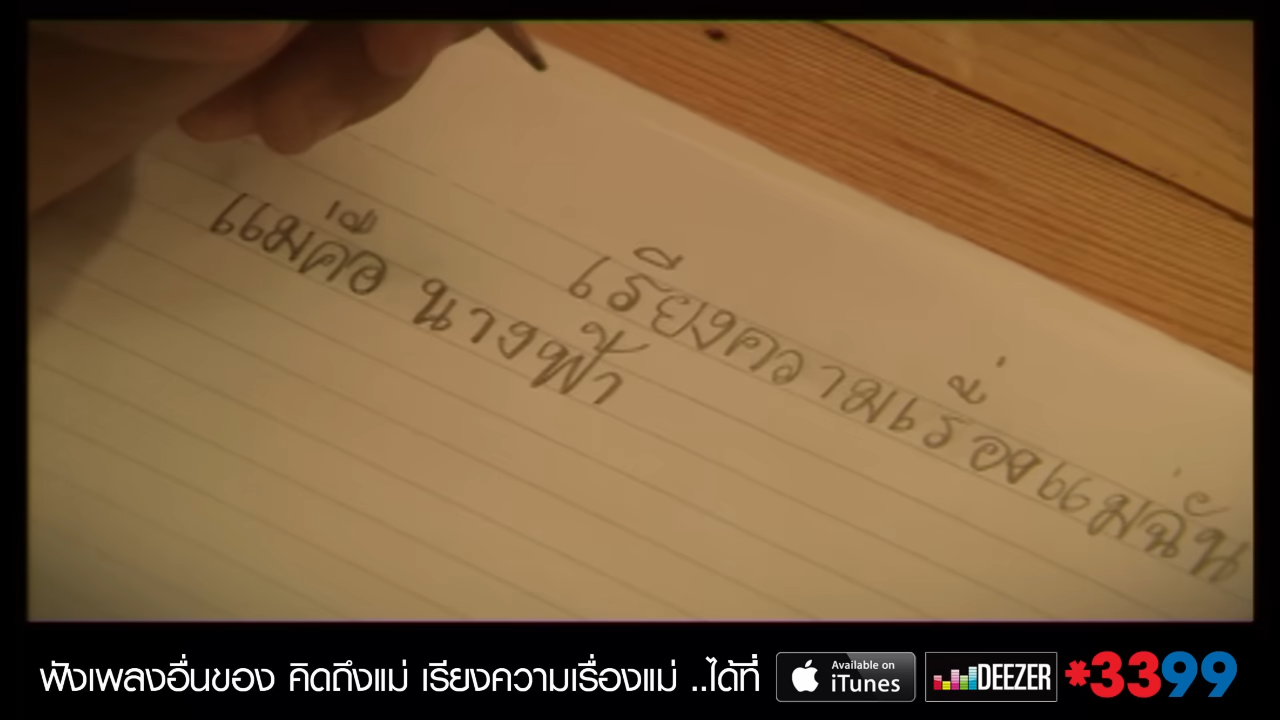 เรียงความเรื่องแม่ฉัน
แม่คือ นางฟ้า
ฟังเพลงอื่นของ คิดถึงแม่ เรียงความเรื่องแม่ ..ได้ที่
Available on
iTunes
DEEZER
*3399